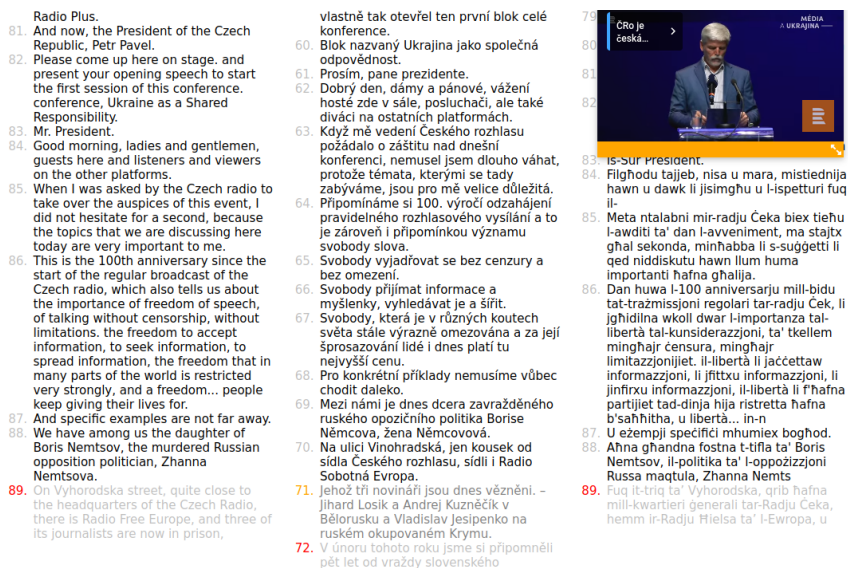 Radio Plus.
81. And now, the President of the Czech
Republic, Petr Pavel.
82. Please come up here on stage. and
present your opening speech to start
the first session of this conference.
conference, Ukraine as a Shared
Responsibility.
83. Mr. President.
84. Good morning, ladies and gentlemen,
guests here and listeners and viewers
on the other platforms.
85. When I was asked by the Czech radio to
take over the auspices of this event, I
did not hesitate for a second, because
the topics that we are discussing here
today are very important to me.
86. This is the 100th anniversary since the
start of the regular broadcast of the
Czech radio, which also tells us about
the importance of freedom of speech,
of talking without censorship, without
limitations. the freedom to accept
information, to seek information, to
spread information, the freedom that in
many parts of the world is restricted
very strongly, and a freedom... people
keep giving their lives for.
87. And specific examples are not far away.
88. We have among us the daughter of
Boris Nemtsov, the murdered Russian
opposition politician, Zhanna
Nemtsova.
89. On Vyhorodska street, quite close to
the headquarters of the Czech Radio,
there is Radio Free Europe, and three of
its journalists are now in prison,
vlastně tak otevřel ten první blok celé
konference.
60. Blok nazvaný Ukrajina jako společná
odpovědnost.
61. Prosím, pane prezidente.
62. Dobrý den, dámy a pánové, vážení
hosté zde v sále, posluchači, ale také
diváci na ostatních platformách.
63. Když mě vedení Českého rozhlasu
požádalo o záštitu nad dnešní
konferenci, nemusel jsem dlouho váhat,
protože témata, kterými se tady
zabýváme, jsou pro mě velice důležitá.
64. Připomínáme si 100. výročí odzahájení
pravidelného rozhlasového vysílání a to
je zároveň i připomínkou významu
svobody slova.
65. Svobody vyjadřovat se bez cenzury a
bez omezení.
66. Svobody přijímat informace a
myšlenky, vyhledávat je a šířit.
67. Svobody, která je v různých koutech
světa stále výrazně omezována a za její
šprosazování lidé i dnes platí tu
nejvyšší cenu.
68. Pro konkrétní příklady nemusíme vůbec
chodit daleko.
69. Mezi námi je dnes dcera zavražděného
ruského opozičního politika Borise
Němcova, žena Němcovová.
70. Na ulici Vinohradská, jen kousek od
sídla Českého rozhlasu, sídli i Radio
Sobotná Evropa.
71. Jehož tři novináři jsou dnes vězněni. –
Jihard Losik a Andrej Kuzněčík v
Bělorusku a Vladislav Jesipenko na
ruském okupovaném Krymu.
72. V únoru tohoto roku jsme si připomněli
pět let od vraždy slovenského
79
80
81
82
ČRo je
česká...
MÉDIA
A UKRAJINA
83. Is-Sur President.
84. Filgħodu tajjeb, nisa u mara, mistiednija
hawn u dawk li jisimgħu u l-ispetturi fuq
il-
85. Meta ntalabni mir-radju Ċeka biex tieħu
l-awditi ta' dan l-avveniment, ma stajtx
għal sekonda, minħabba li s-suġġetti li
qed niddiskutu hawn llum huma
importanti ħafna għalija.
86. Dan huwa l-100 anniversarju mill-bidu
tat-trażmissjoni regolari tar-radju Ċek, li
jgħidilna wkoll dwar l-importanza tal-
libertà tal-kunsiderazzjoni, ta' tkellem
mingħajr ċensura, mingħajr
limitazzjonijiet. il-libertà li jaċċettaw
informazzjoni, li jfittxu informazzjoni, li
jinfirxu informazzjoni, il-libertà li f'ħafna
partijiet tad-dinja hija ristretta ħafna
b'saħħitha, u libertà... in-n
87. U eżempji speċifiċi mhumiex bogħod.
88. Aħna għandna fostna t-tifla ta' Boris
Nemtsov, il-politika ta' l-oppożizzjoni
Russa maqtula, Zhanna Nemts
89. Fuq it-triq ta’ Vyhorodska, qrib ħafna
mill-kwartieri ġenerali tar-Radju Ċeka,
hemm ir-Radju Ħielsa ta’ l-Ewropa, u